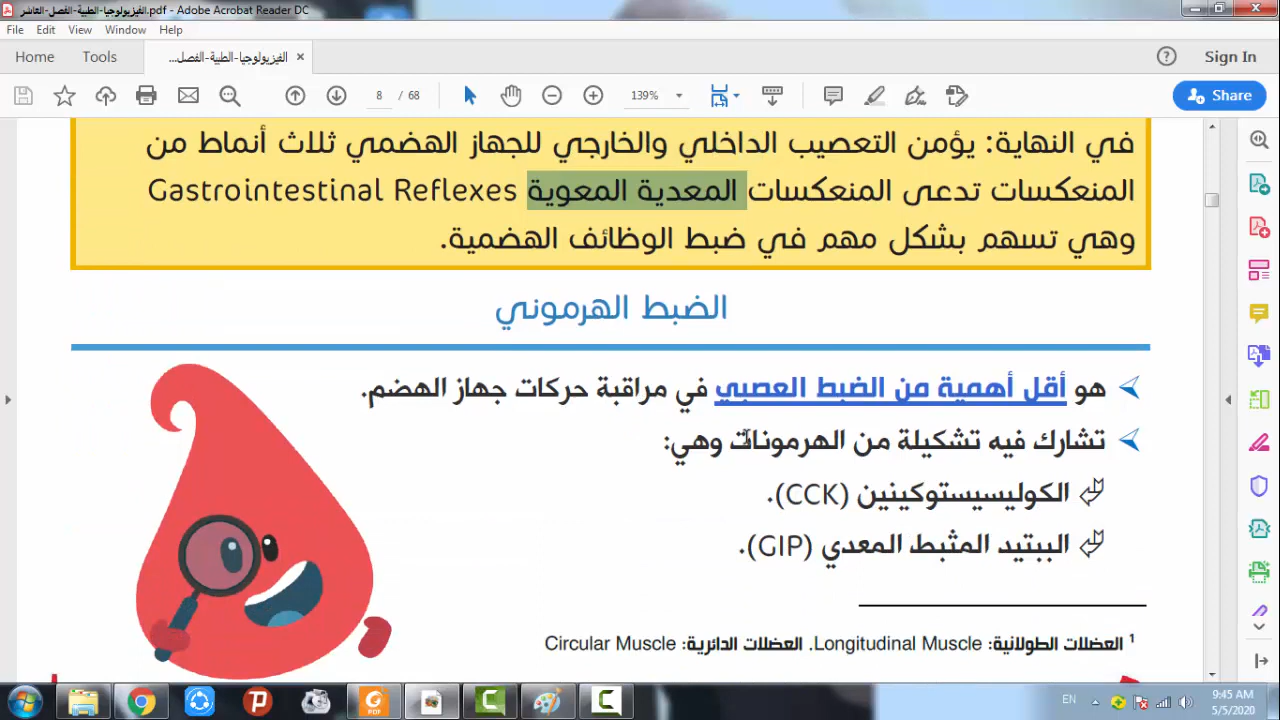 الفيزيولوجيا-الطبية-الفصل-العاشر.pdf - Adobe Acrobat Reader DC
File Edit View Window Help
Home Tools الفيزيولوجيا-الطبية-الفصل... × Sign In
8 / 68 139% Share
في النهاية: يؤمن التعصيب الداخلي والخارجي للجهاز الهضمي ثلاث أنماط من
المنعكسات تدعى المنعكسات المعدية المعوية Gastrointestinal Reflexes
وهي تسهم بشكل مهم في ضبط الوظائف الهضمية.
الضبط الهرموني
هو أقل أهمية من الضبط العصبي في مراقبة حركات جهاز الهضم.
تشارك فيه تشكيلة من الهرمونات وهي:
الكوليسيستوكينين (CCK).
الببتيد المثبط المعدي (GIP).
¹ العضلات الطولانية: Longitudinal Muscle. العضلات الدائرية: Circular Muscle
EN 9:45 AM
5/5/2020